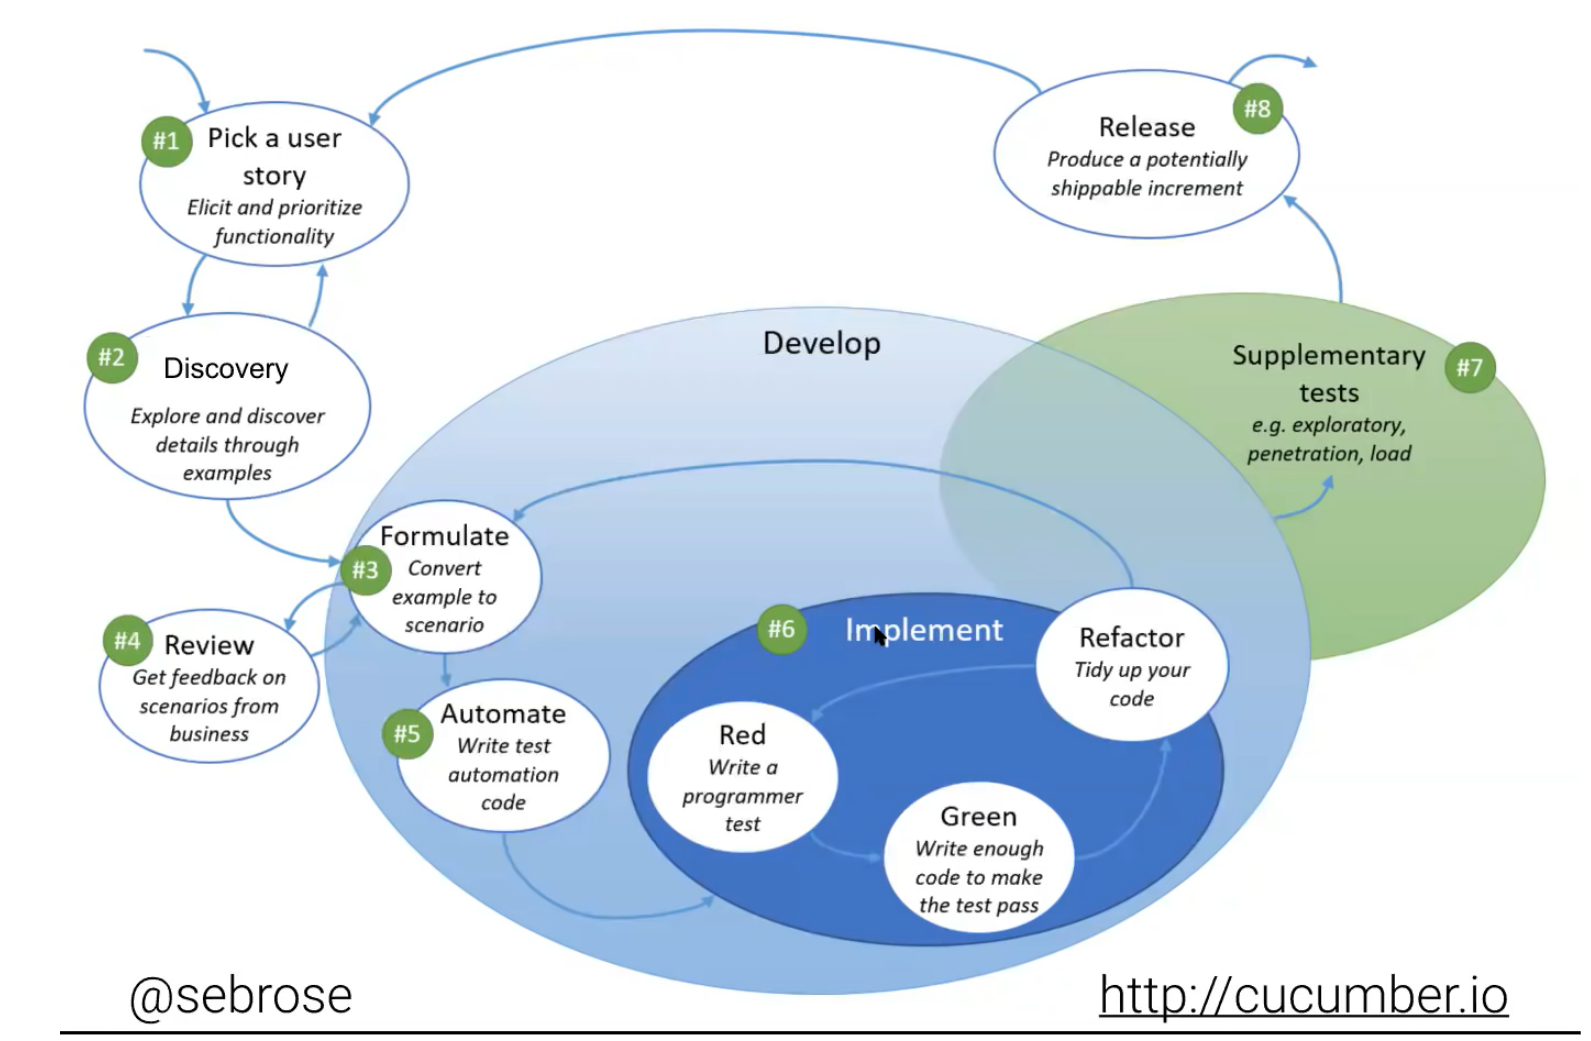 #1
Pick a user
story
Elicit and prioritize
functionality
#8
Release
Produce a potentially
shippable increment
#2
Discovery
Explore and discover
details through
examples
Develop
Supplementary
tests
e.g. exploratory,
penetration, load
#7
#3
Formulate
Convert
example to
scenario
#4
Review
Get feedback on
scenarios from
business
#5
Automate
Write test
automation
code
#6
Implement
Red
Write a
programmer
test
Green
Write enough
code to make
the test pass
Refactor
Tidy up your
code
@sebrose
http://cucumber.io